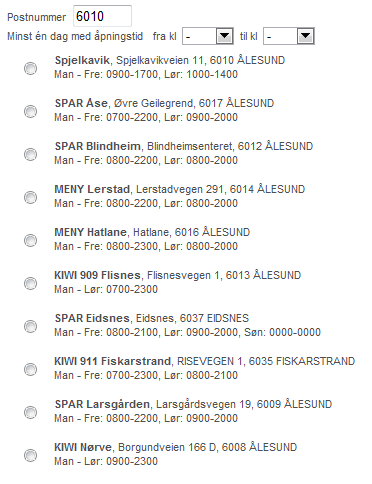 Postnummer 6010
Minst én dag med åpningstid fra kl - til kl -
Spjelkavik, Spjelkavikveien 11, 6010 ÅLESUND
Man - Fre: 0900-1700, Lør: 1000-1400
SPAR Åse, Øvre Geilegrend, 6017 ÅLESUND
Man - Fre: 0700-2200, Lør: 0900-2000
SPAR Blindheim, Blindheimsenteret, 6012 ÅLESUND
Man - Fre: 0800-2200, Lør: 0800-2000
MENY Lerstad, Lerstadvegen 291, 6014 ÅLESUND
Man - Fre: 0800-2200, Lør: 0800-2000
MENY Hatlane, Hatlane, 6016 ÅLESUND
Man - Fre: 0800-2300, Lør: 0800-2000
KIWI 909 Flisnes, Flisnesvegen 1, 6013 ÅLESUND
Man - Lør: 0700-2300
SPAR Eidsnes, Eidsnes, 6037 EIDSNES
Man - Fre: 0800-2100, Lør: 0900-2000, Søn: 0000-0000
KIWI 911 Fiskarstrand, RISEVEGEN 1, 6035 FISKARSTRAND
Man - Fre: 0700-2300, Lør: 0800-2100
SPAR Larsgården, Larsgårdsvegen 19, 6009 ÅLESUND
Man - Fre: 0800-2200, Lør: 0900-2000
KIWI Nørve, Borgundveien 166 D, 6008 ÅLESUND
Man - Lør: 0900-2300